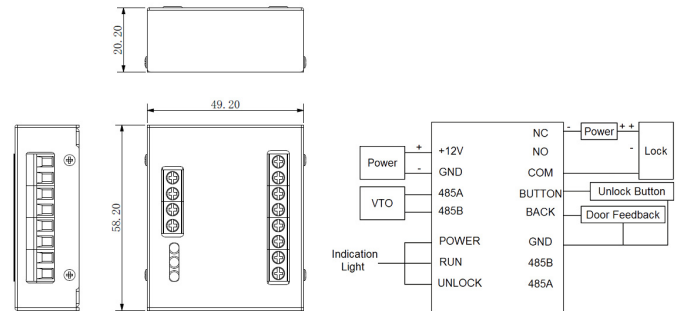 20.20
49.20
58.20
Power
+
-
+12V
GND
VTO
485A
485B
Indication
Light
POWER
RUN
UNLOCK
NC
NO
COM
BUTTON
BACK
GND
485B
485A
-
Power
+ +
-
Lock
Unlock Button
Door Feedback